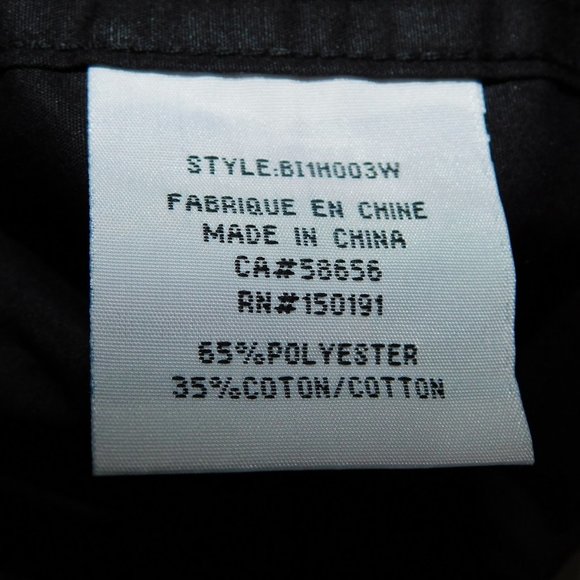 STYLE:BI1H003W
FABRIQUE EN CHINE
MADE IN CHINA
CA#58656
RN#150191
65%POLYESTER
35%COTON/COTTON